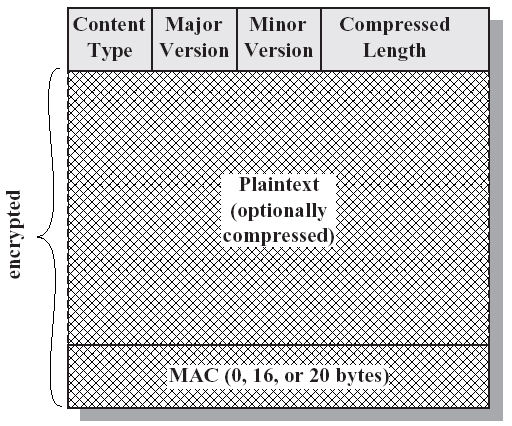 Content Type
Major Version
Minor Version
Compressed Length
encrypted
Plaintext
(optionally
compressed)
MAC (0, 16, or 20 bytes)